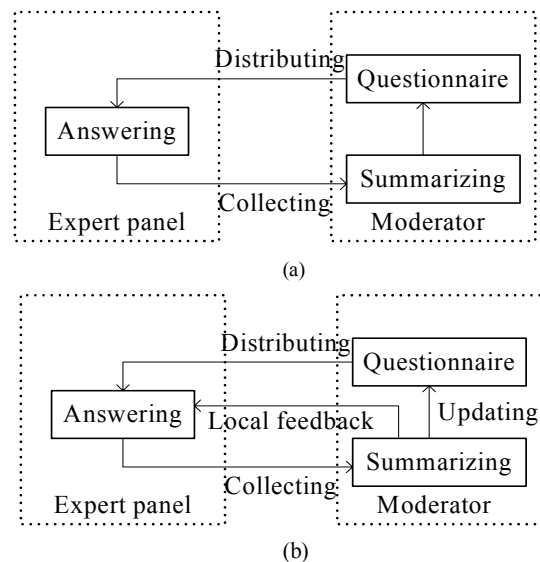 Distributing
Questionnaire
Answering
Summarizing
Collecting
Expert panel
Moderator
(a)
Distributing
Questionnaire
Answering
Local feedback
Updating
Summarizing
Collecting
Expert panel
Moderator
(b)